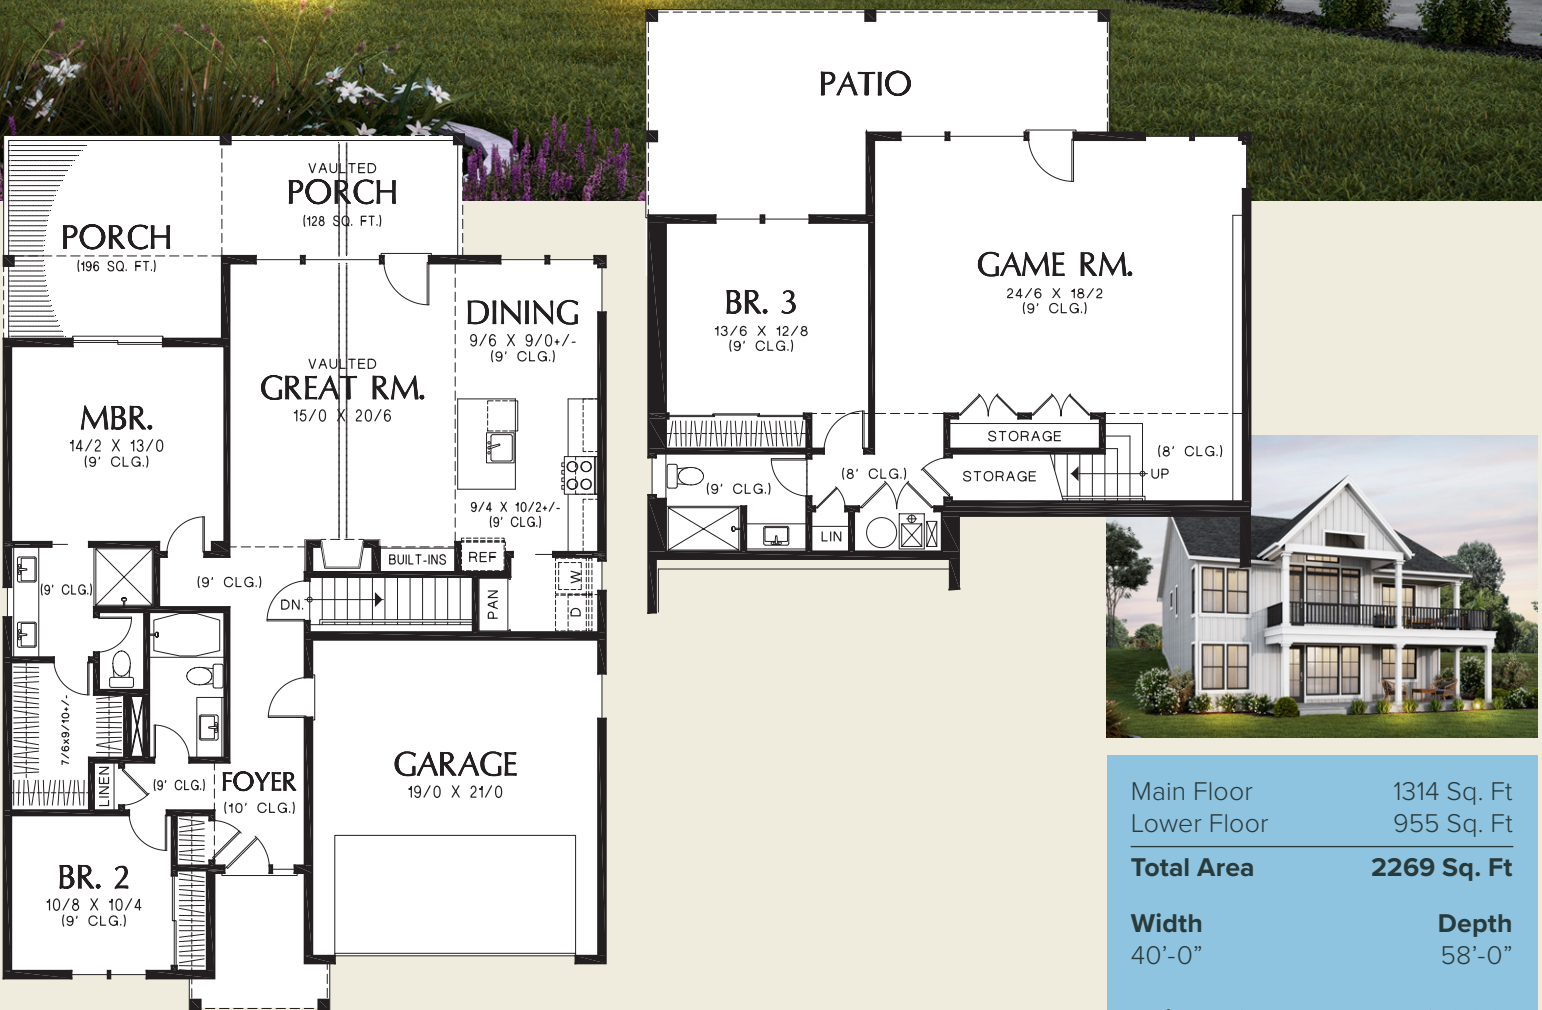 VAULTED
PORCH
(128 SQ. FT.)
PORCH
(196 SQ. FT.)
DINING
9/6 X 9/0+/-
(9' CLG.)
VAULTED
GREAT RM.
15/0 X 20/6
MBR.
14/2 X 13/0
(9' CLG.)
9/4 X 10/2+/-
(9' CLG.)
BUILT-INS
REF
(9' CLG.)
(9' CLG.)
DN.
PAN
W
D
7/6x9/10+/-
LINEN
(9' CLG.)
FOYER
(10' CLG.)
GARAGE
19/0 X 21/0
BR. 2
10/8 X 10/4
(9' CLG.)
PATIO
GAME RM.
24/6 X 18/2
(9' CLG.)
BR. 3
13/6 X 12/8
(9' CLG.)
STORAGE
(8' CLG.)
STORAGE
UP
(8' CLG.)
(9' CLG.)
LIN
Main Floor 1314 Sq. Ft
Lower Floor 955 Sq. Ft
Total Area 2269 Sq. Ft
Width Depth
40'-0” 58'-0”